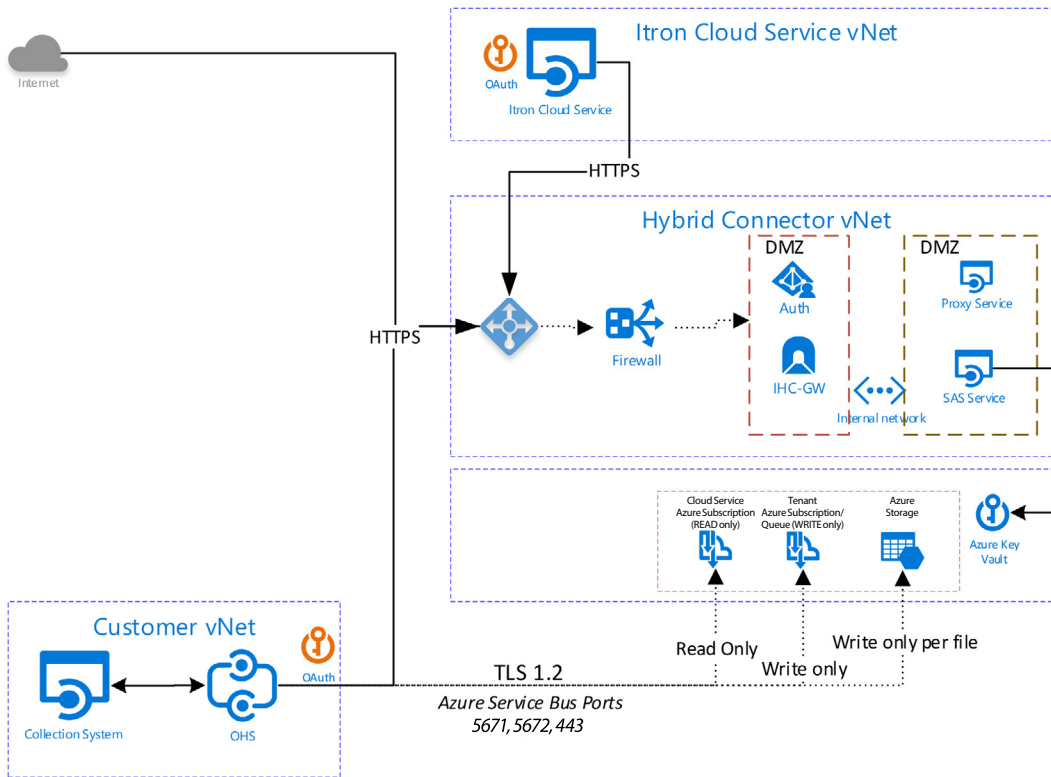 Internet
Itron Cloud Service vNet
OAuth
Itron Cloud Service
HTTPS
Hybrid Connector vNet
DMZ
DMZ
Auth
Proxy Service
HTTPS
Firewall
IHC-GW
SAS Service
Internal network
Cloud Service
Azure Subscription
(READ only)
Tenant
Azure Subscription/
Queue (WRITE only)
Azure
Storage
Azure Key
Vault
Customer vNet
OAuth
Collection System
OHS
Read Only
Write only
Write only per file
TLS 1.2
Azure Service Bus Ports
5671, 5672, 443